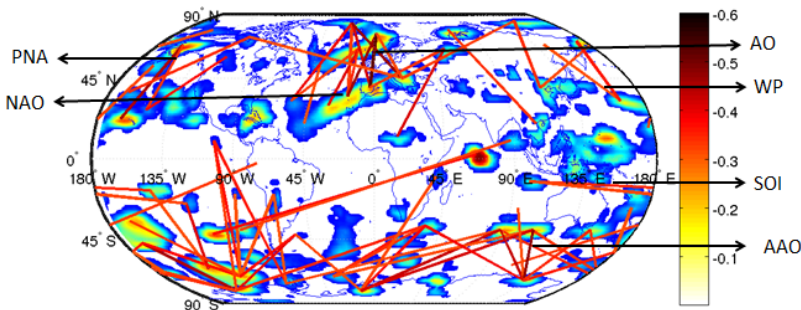 90° N
-0.6
PNA
AO
-0.5
45° N
WP
NAO
-0.4
0°
-0.3
180° W
135° W
90° W
45° W
0°
45° E
90° E
135° E
180° E
SOI
-0.2
45° S
AAO
-0.1
90° S